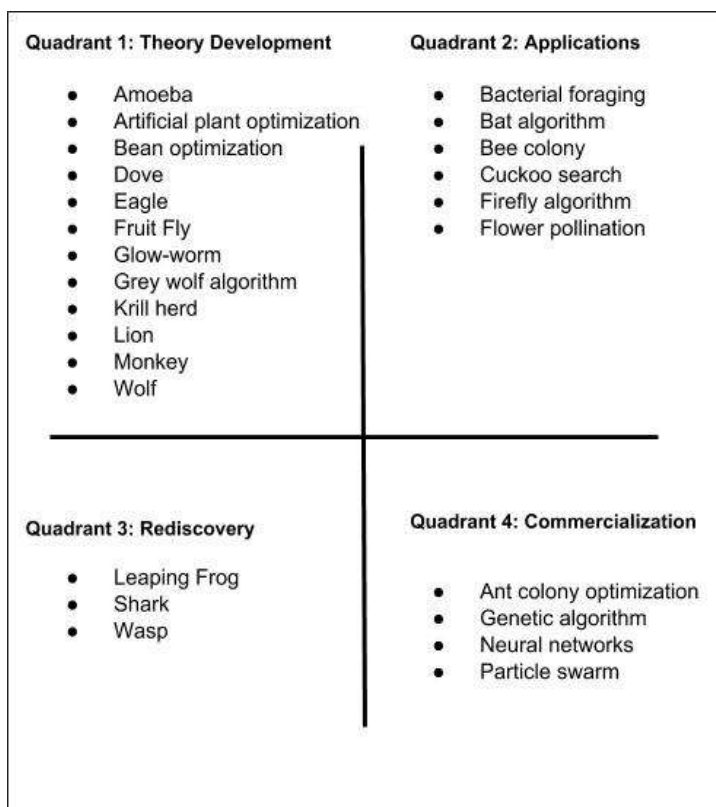 Quadrant 1: Theory Development
● Amoeba
● Artificial plant optimization
● Bean optimization
● Dove
● Eagle
● Fruit Fly
● Glow-worm
● Grey wolf algorithm
● Krill herd
● Lion
● Monkey
● Wolf
Quadrant 2: Applications
● Bacterial foraging
● Bat algorithm
● Bee colony
● Cuckoo search
● Firefly algorithm
● Flower pollination
Quadrant 3: Rediscovery
● Leaping Frog
● Shark
● Wasp
Quadrant 4: Commercialization
● Ant colony optimization
● Genetic algorithm
● Neural networks
● Particle swarm